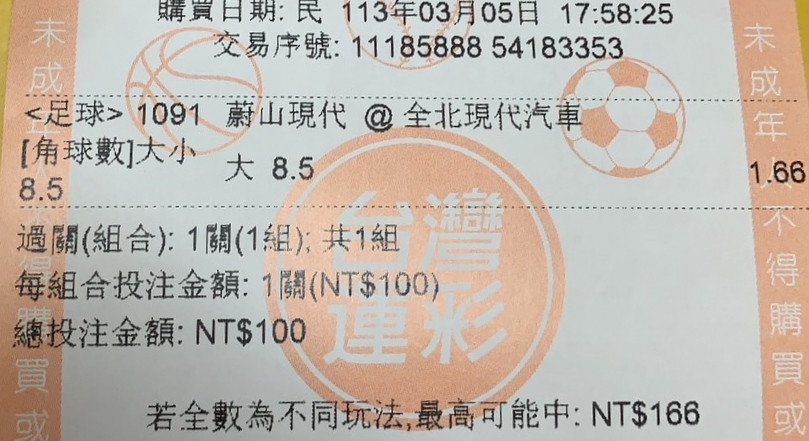 購買日期: 民 113年03月05日 17:58:25
交易序號: 11185888 54183353
<足球> 1091 蔚山現代 @ 全北現代汽車
[角球數]大小 大 8.5 1.66
8.5
過關(組合): 1關(1組); 共1組
每組合投注金額: 1關(NT$100)
總投注金額: NT$100
若全數為不同玩法,最高可能中: NT$166
台灣
運彩
未成年 不得購買或
未成年 不得購買或